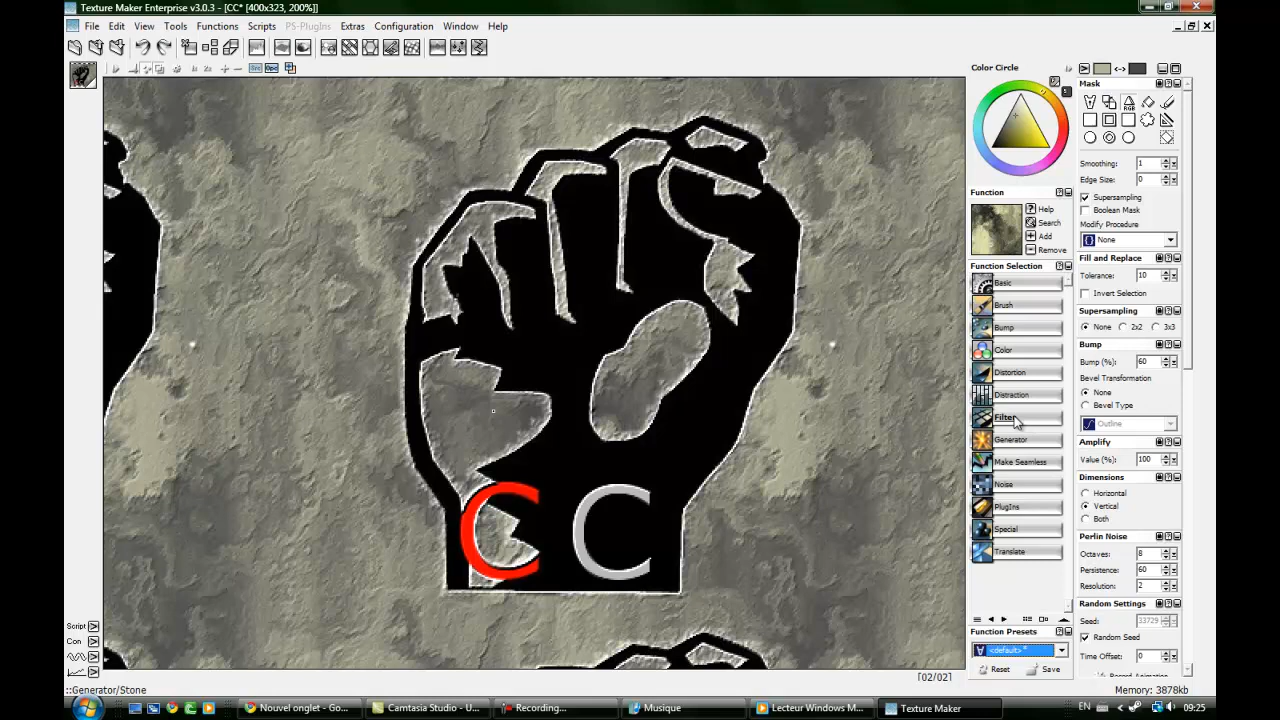 Texture Maker Enterprise v3.0.3 - [CC* [400x323, 200%]]
File Edit View Tools Functions Scripts PS-PlugIns Extras Configuration Window Help
Color Circle
Mask
Smoothing: 1
Edge Size: 0
Supersampling
Boolean Mask
Modify Procedure
None
Function
Help
Search
Add
Remove
Function Selection
Basic
Brush
Bump
Color
Distortion
Distraction
Filter
Generator
Make Seamless
Noise
PlugIns
Special
Translate
Function Presets
<default>*
Reset Save
Fill and Replace
Tolerance: 10
Invert Selection
Supersampling
None 2x2 3x3
Bump
Bump (%): 60
Bevel Transformation
None
Bevel Type
Outline
Amplify
Value (%): 100
Dimensions
Horizontal
Vertical
Both
Perlin Noise
Octaves: 8
Persistence: 60
Resolution: 2
Random Settings
Seed: 33729
Random Seed
Time Offset: 0
C C
Script
Con
[02/02]
::Generator/Stone
Memory: 3878kb
Nouvel onglet - Go...
Camtasia Studio - U...
Recording...
Musique
Lecteur Windows M...
Texture Maker
EN
09:25